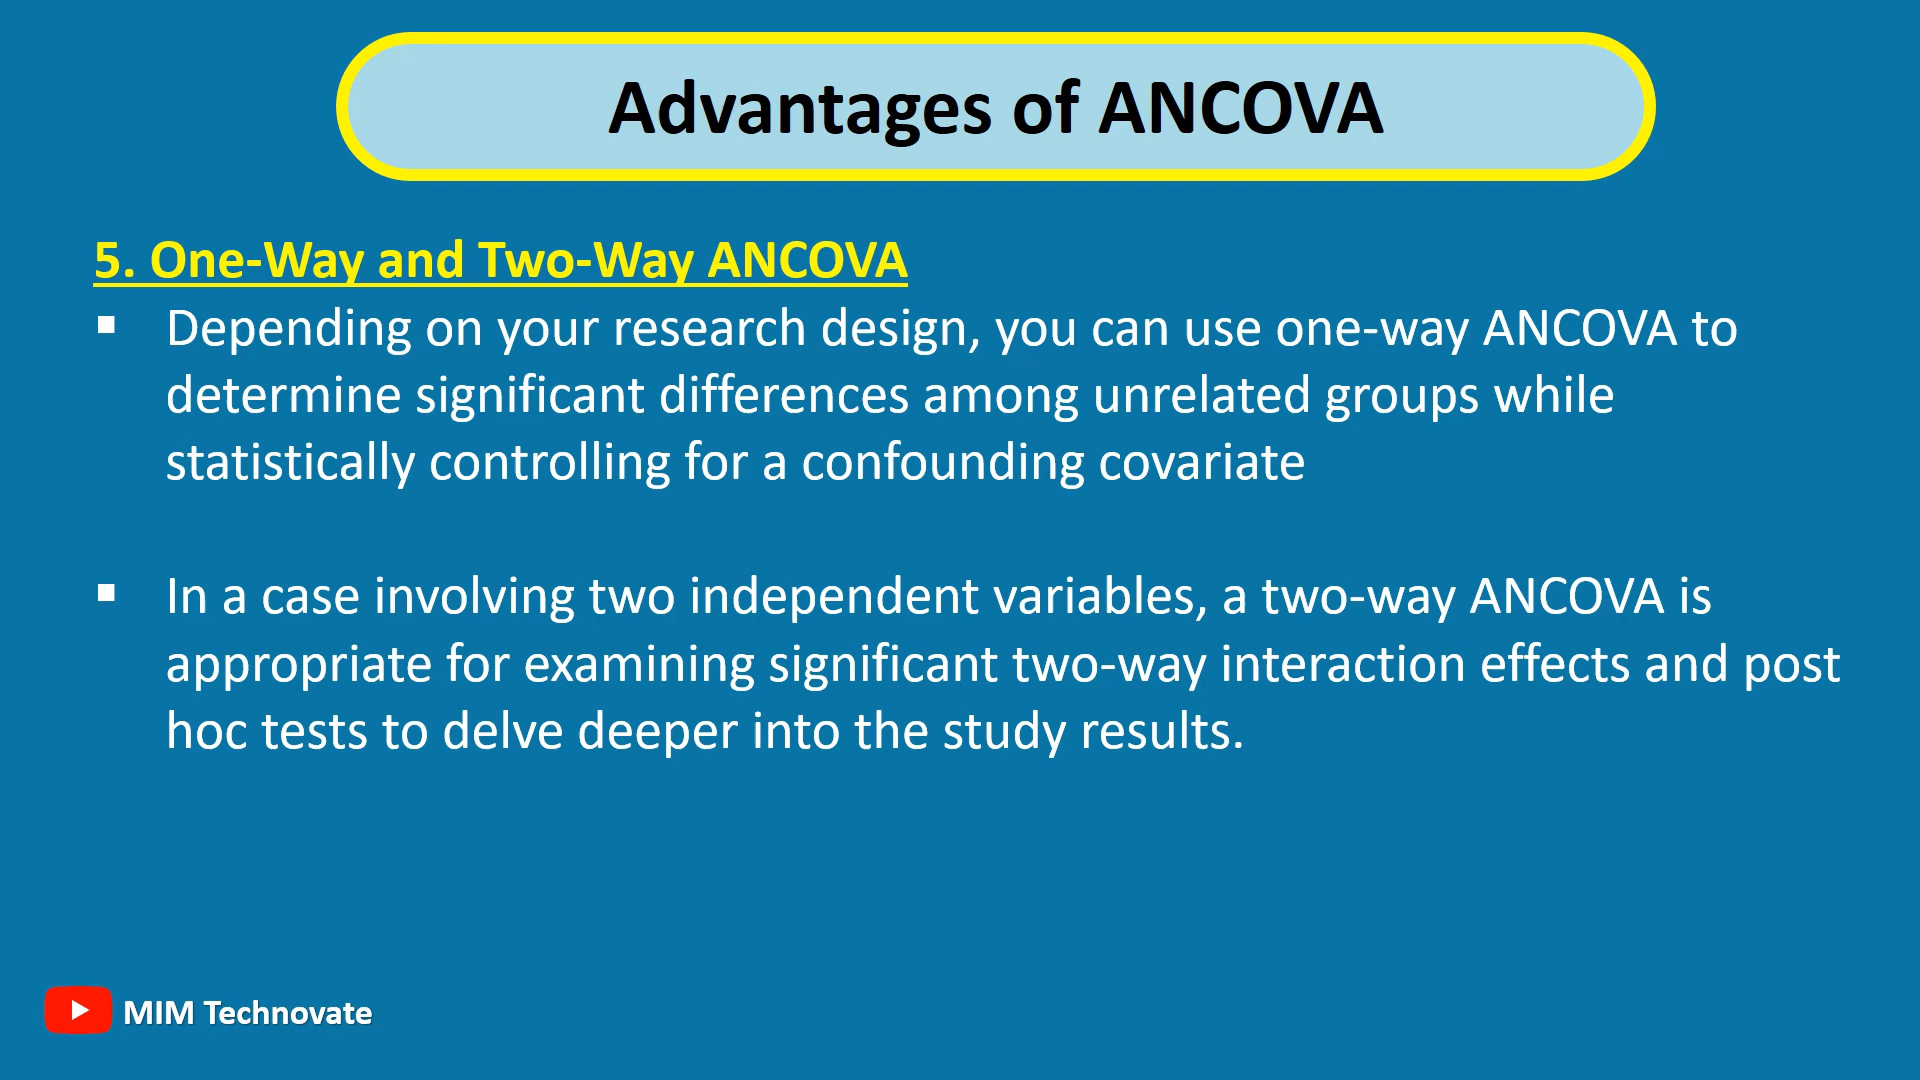 Advantages of ANCOVA
5. One-Way and Two-Way ANCOVA
▪ Depending on your research design, you can use one-way ANCOVA to
determine significant differences among unrelated groups while
statistically controlling for a confounding covariate
▪ In a case involving two independent variables, a two-way ANCOVA is
appropriate for examining significant two-way interaction effects and post
hoc tests to delve deeper into the study results.
MIM Technovate